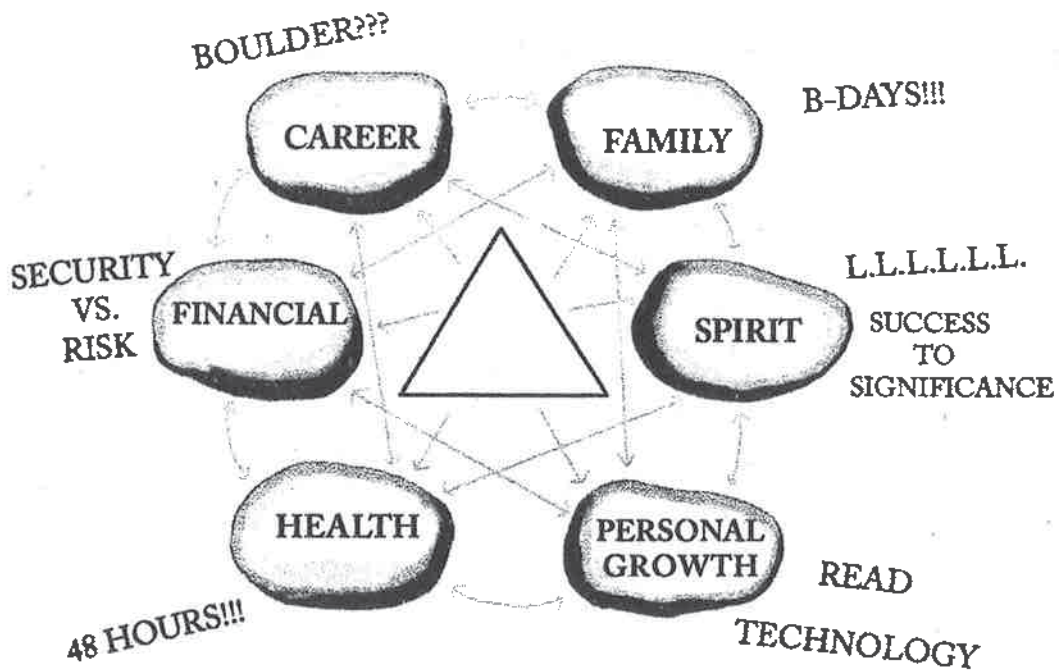 BOULDER???
CAREER
FAMILY
B-DAYS!!!
SECURITY
VS.
RISK
FINANCIAL
SPIRIT
L.L.L.L.L.L.
SUCCESS
TO
SIGNIFICANCE
HEALTH
48 HOURS!!!
PERSONAL
GROWTH
READ
TECHNOLOGY